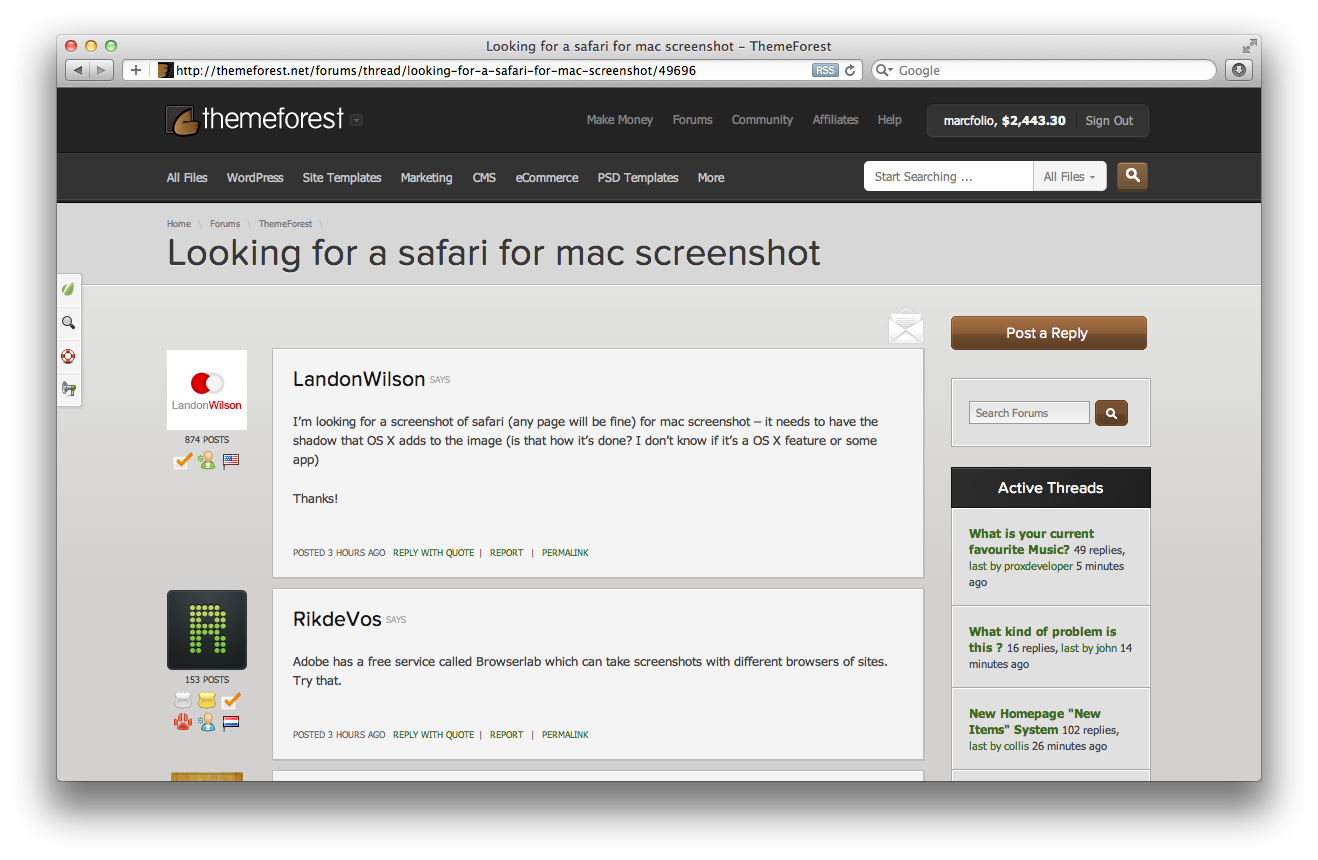 Looking for a safari for mac screenshot – ThemeForest
http://themeforest.net/forums/thread/looking-for-a-safari-for-mac-screenshot/49696
RSS
Google
themeforest
Make Money Forums Community Affiliates Help
marcfolio, $2,443.30 Sign Out
All Files WordPress Site Templates Marketing CMS eCommerce PSD Templates More
Start Searching ... All Files
Home \ Forums \ ThemeForest \
Looking for a safari for mac screenshot
LandonWilson
874 POSTS
LandonWilson SAYS
I'm looking for a screenshot of safari (any page will be fine) for mac screenshot – it needs to have the
shadow that OS X adds to the image (is that how it's done? I don't know if it's a OS X feature or some
app)
Thanks!
POSTED 3 HOURS AGO REPLY WITH QUOTE | REPORT | PERMALINK
R
153 POSTS
RikdeVos SAYS
Adobe has a free service called Browserlab which can take screenshots with different browsers of sites.
Try that.
POSTED 3 HOURS AGO REPLY WITH QUOTE | REPORT | PERMALINK
Post a Reply
Search Forums
Active Threads
What is your current
favourite Music? 49 replies,
last by proxdeveloper 5 minutes
ago
What kind of problem is
this ? 16 replies, last by john 14
minutes ago
New Homepage "New
Items" System 102 replies,
last by collis 26 minutes ago